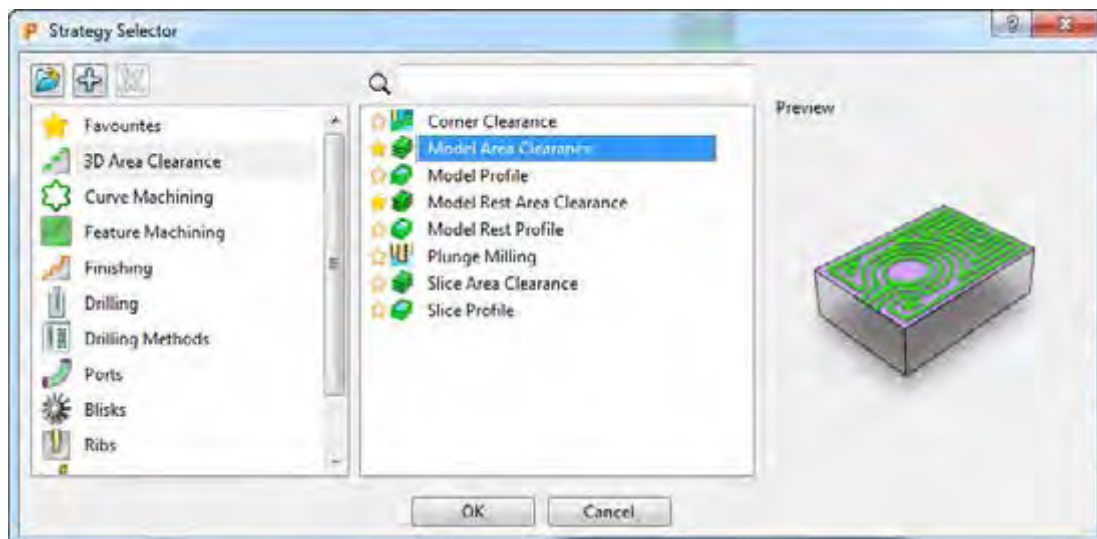 Strategy Selector
Favourites
3D Area Clearance
Curve Machining
Feature Machining
Finishing
Drilling
Drilling Methods
Ports
Blisks
Ribs
Corner Clearance
Model Area Clearance
Model Profile
Model Rest Area Clearance
Model Rest Profile
Plunge Milling
Slice Area Clearance
Slice Profile
Preview
OK
Cancel